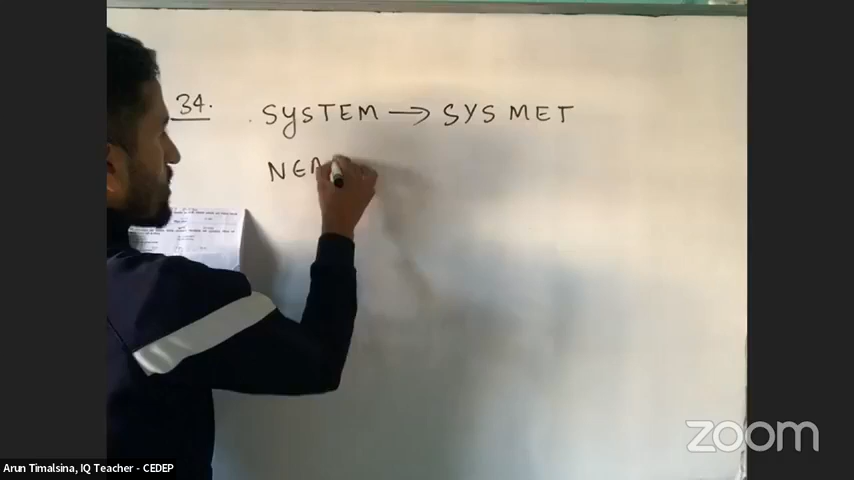 34. SYSTEM → SYSMET
NEA
zoom
Arun Timalsina, IQ Teacher - CEDEP